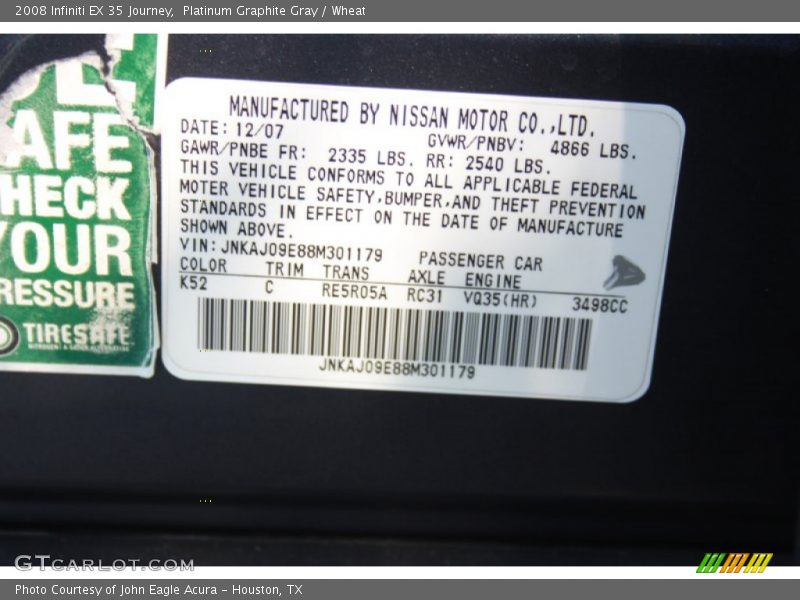 2008 Infiniti EX 35 Journey, Platinum Graphite Gray / Wheat
AFE
HECK
YOUR
RESSURE
TIRESAFE
MANUFACTURED BY NISSAN MOTOR CO.,LTD.
DATE: 12/07 GVWR/PNBV: 4866 LBS.
GAWR/PNBE FR: 2335 LBS. RR: 2540 LBS.
THIS VEHICLE CONFORMS TO ALL APPLICABLE FEDERAL
MOTER VEHICLE SAFETY,BUMPER,AND THEFT PREVENTION
STANDARDS IN EFFECT ON THE DATE OF MANUFACTURE
SHOWN ABOVE.
VIN: JNKAJ09E88M301179 PASSENGER CAR
COLOR TRIM TRANS AXLE ENGINE
K52 C RE5R05A RC31 VQ35(HR) 3498CC
JNKAJ09E88M301179
GTCARLOT.COM
Photo Courtesy of John Eagle Acura - Houston, TX